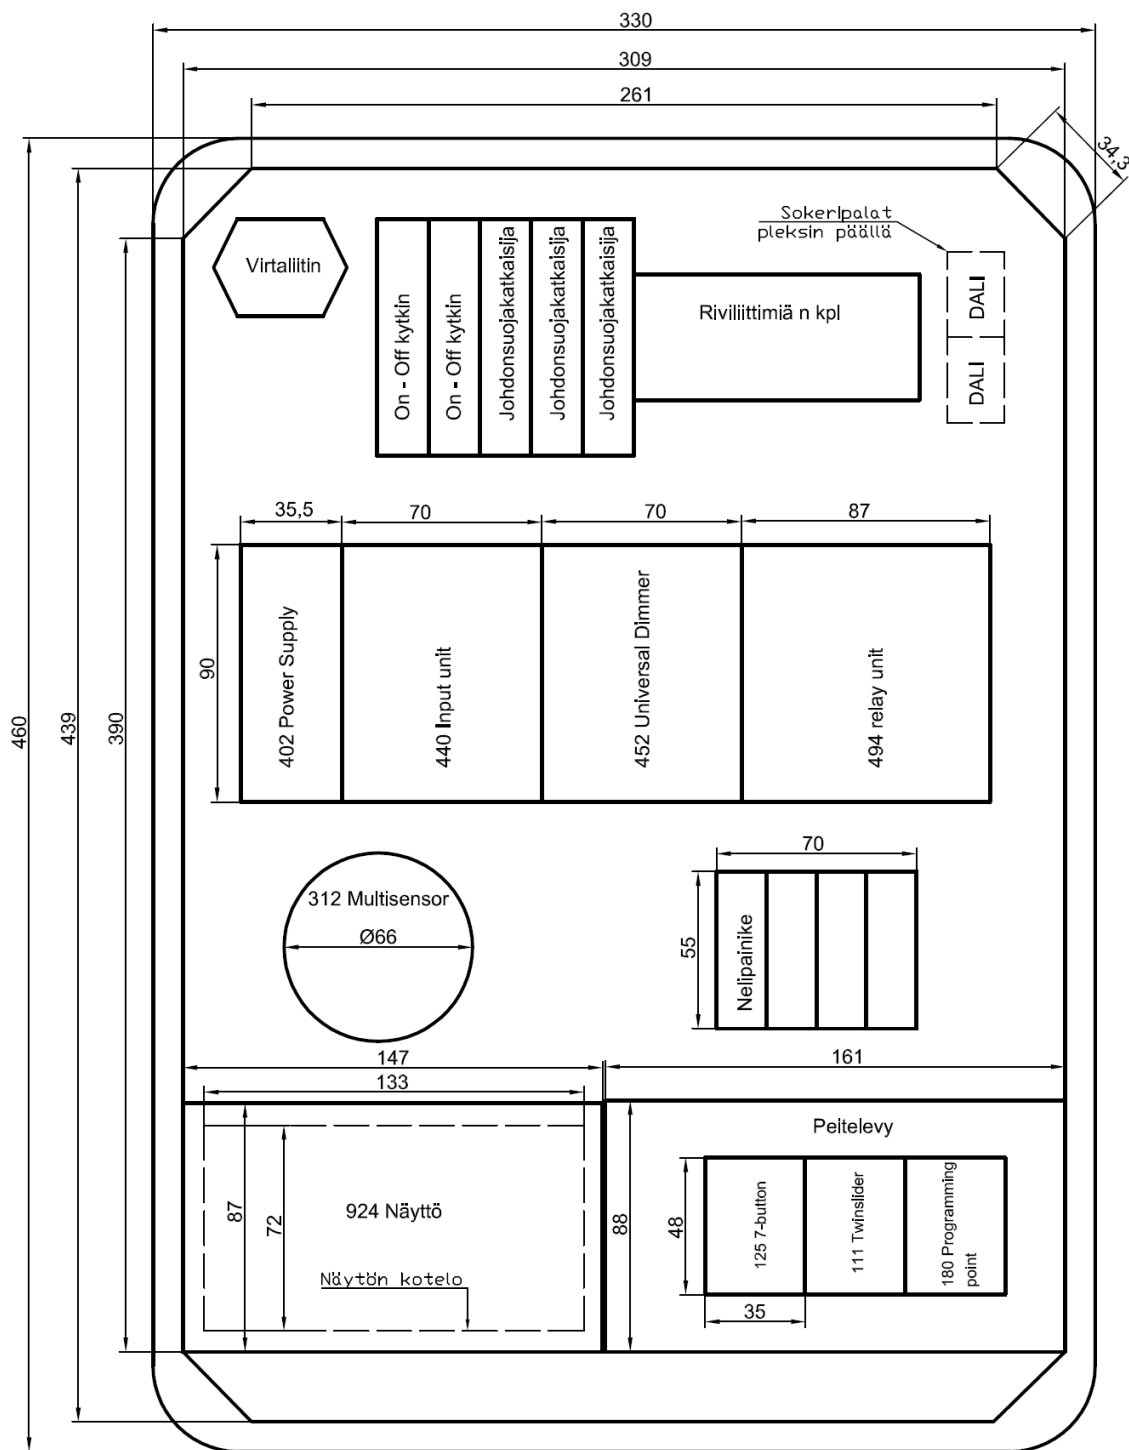 330
309
261
34,3
Sokeripalat
pleksin päällä
Virtaliitin
On - Off kytkin
On - Off kytkin
Johdonsuojakatkaisija
Johdonsuojakatkaisija
Johdonsuojakatkaisija
Riviliittimiä n kpl
DALI
DALI
35,5
70
70
87
90
402 Power Supply
440 Input unit
452 Universal Dimmer
494 relay unit
460
439
390
312 Multisensor
Ø66
70
55
Nelipainike
147
161
133
Peitelevy
87
72
924 Näyttö
Näytön kotelo
88
48
125 7-button
111 Twinslider
180 Programming
point
35